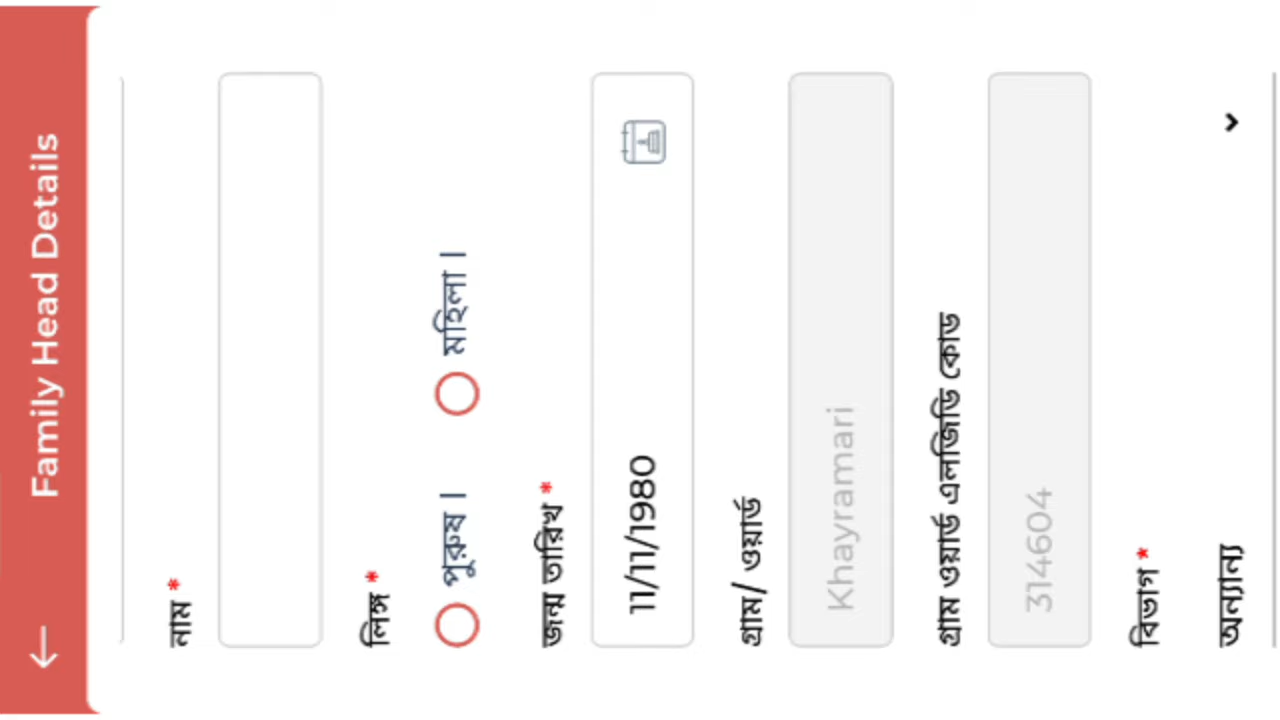 Family Head Details
নাম *
লিঙ্গ *
পুরুষ। মহিলা।
জন্ম তারিখ *
11/11/1980
গ্রাম/ ওয়ার্ড
Khayramari
গ্রাম ওয়ার্ড এলজিডি কোড
314604
বিভাগ *
অন্যান্য